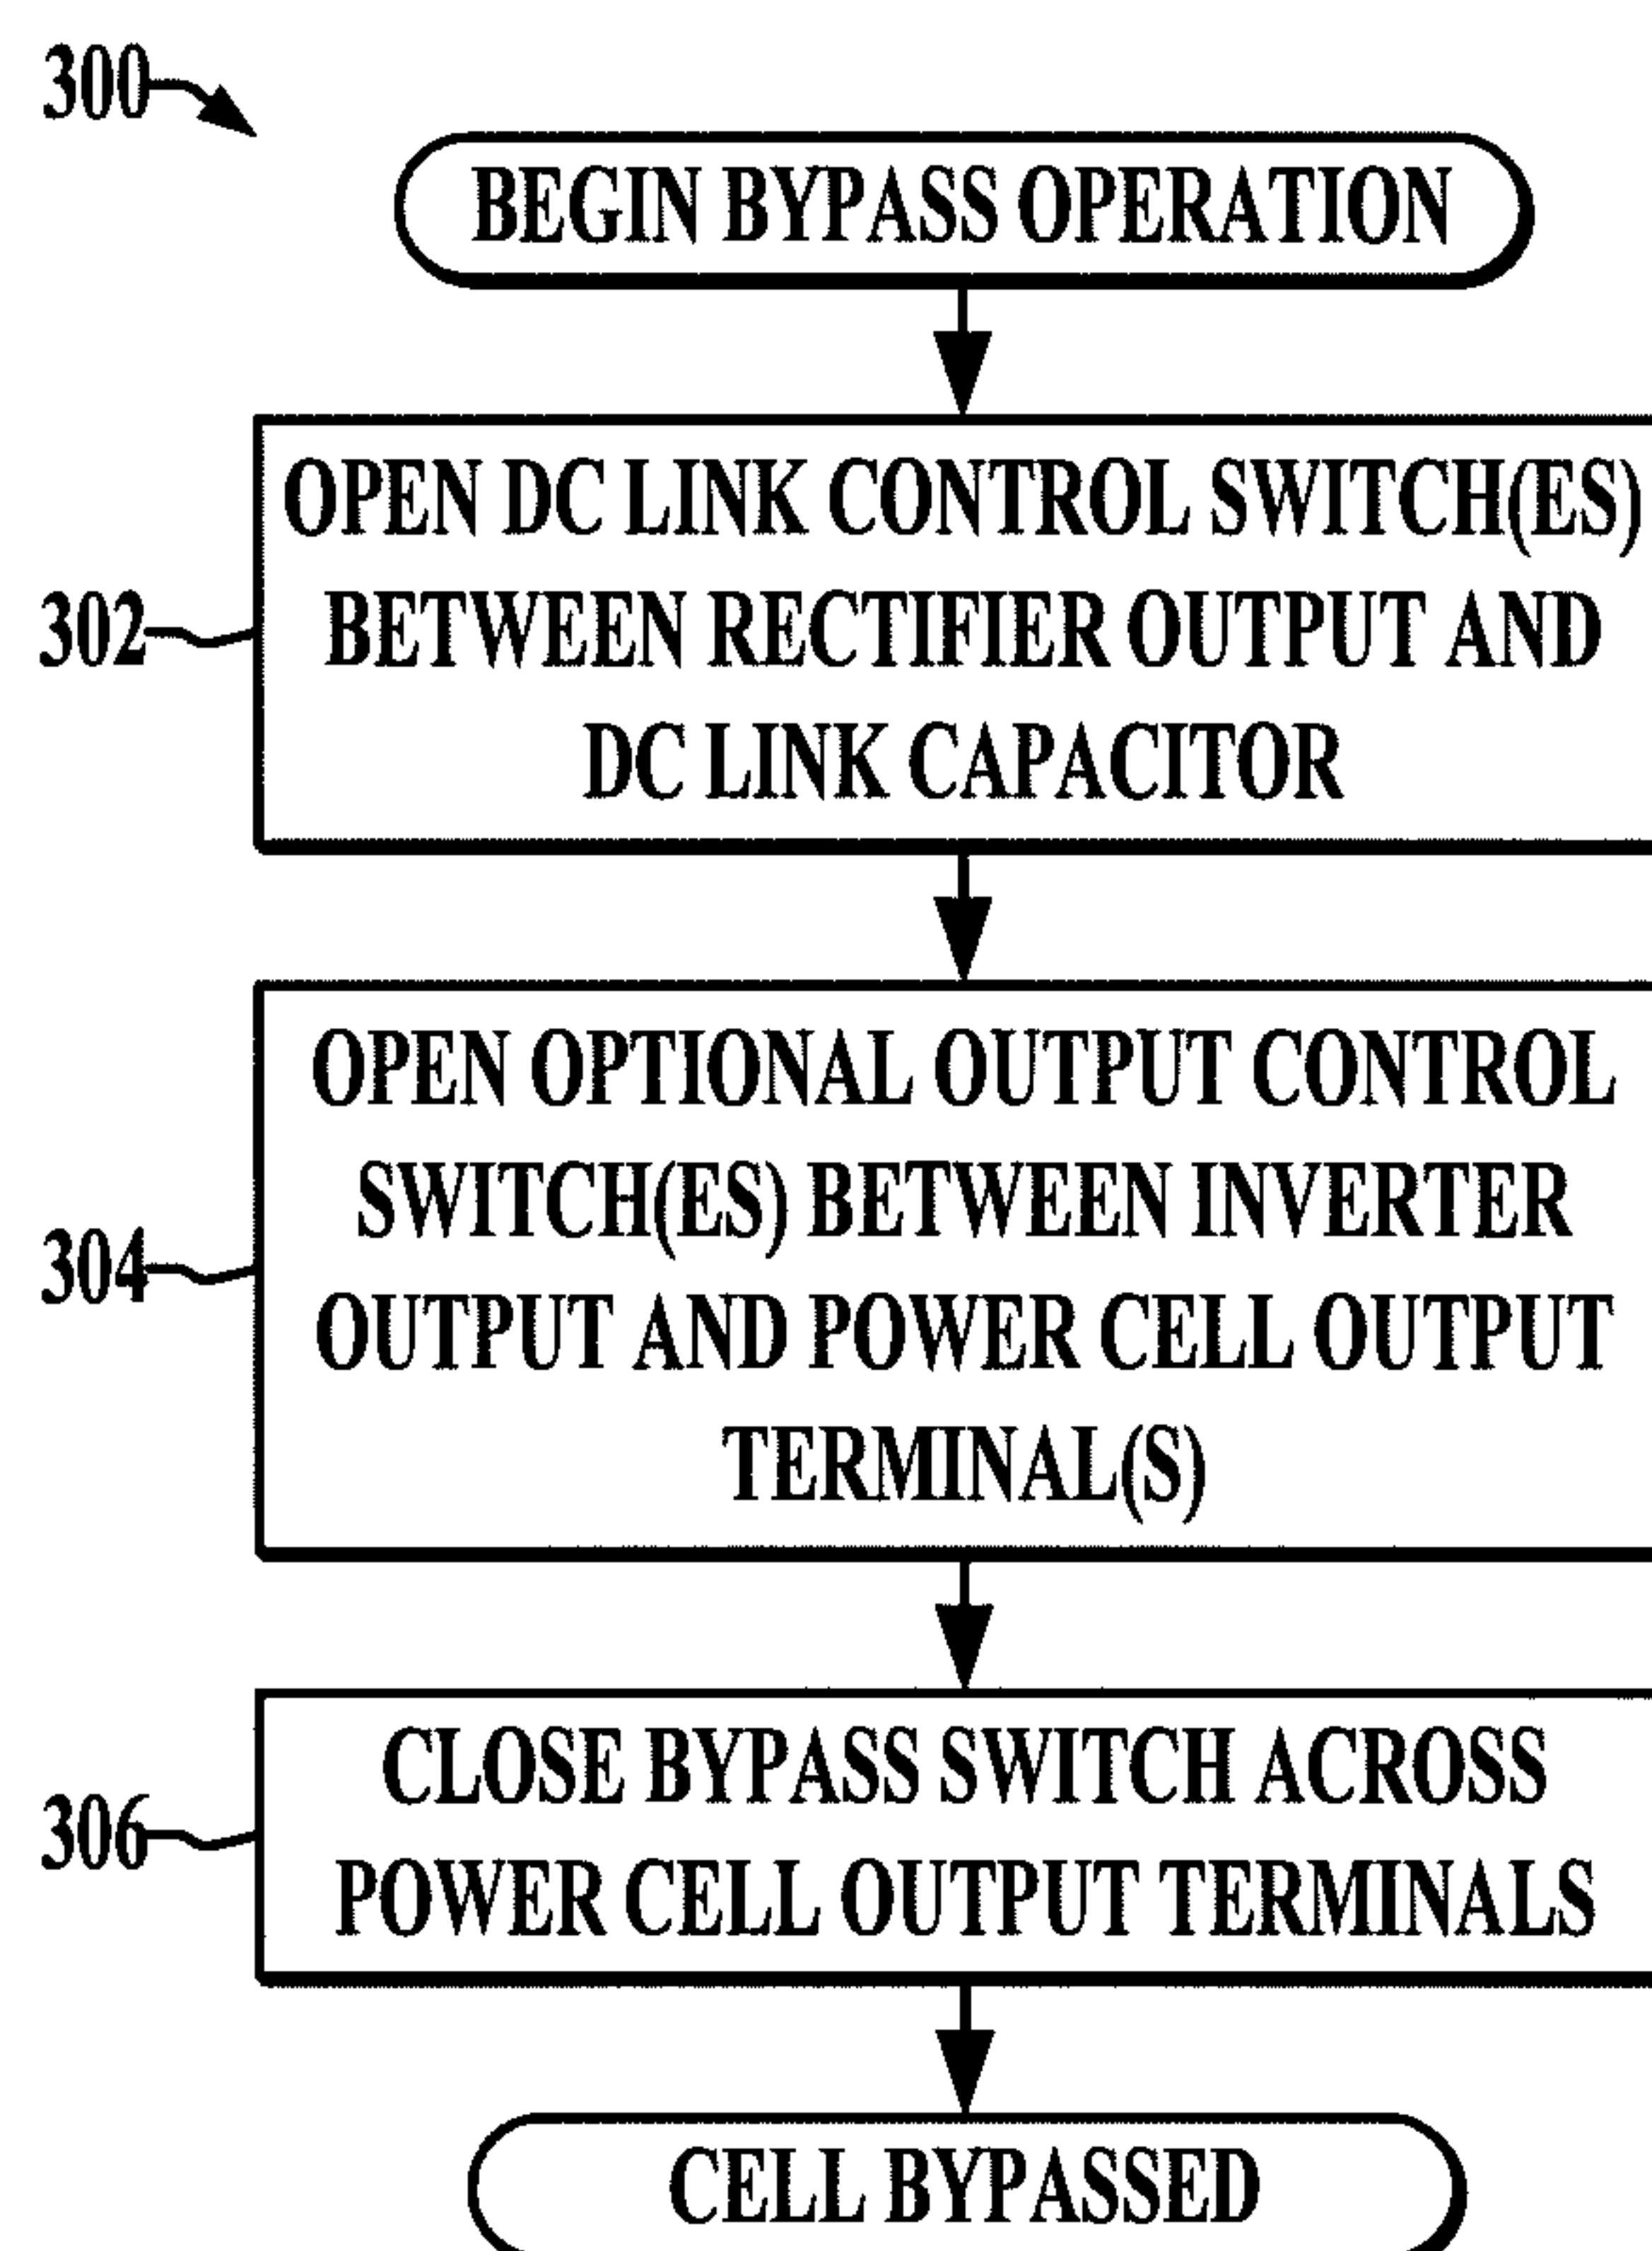 300
BEGIN BYPASS OPERATION
OPEN DC LINK CONTROL SWITCH(ES)
BETWEEN RECTIFIER OUTPUT AND
DC LINK CAPACITOR
302
OPEN OPTIONAL OUTPUT CONTROL
SWITCH(ES) BETWEEN INVERTER
OUTPUT AND POWER CELL OUTPUT
TERMINAL(S)
304
CLOSE BYPASS SWITCH ACROSS
POWER CELL OUTPUT TERMINALS
306
CELL BYPASSED